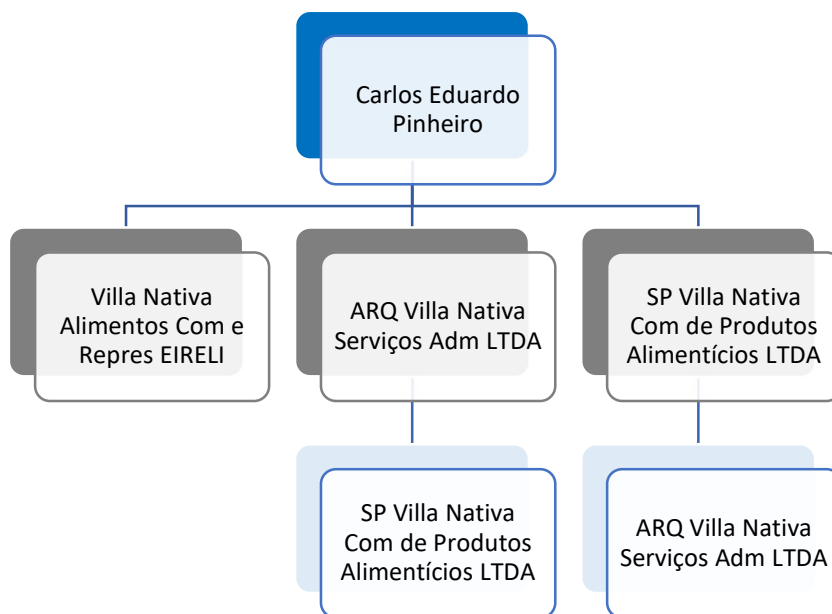 Carlos Eduardo
Pinheiro
Villa Nativa
Alimentos Com e
Repres EIRELI
ARQ Villa Nativa
Serviços Adm LTDA
SP Villa Nativa
Com de Produtos
Alimentícios LTDA
SP Villa Nativa
Com de Produtos
Alimentícios LTDA
ARQ Villa Nativa
Serviços Adm LTDA